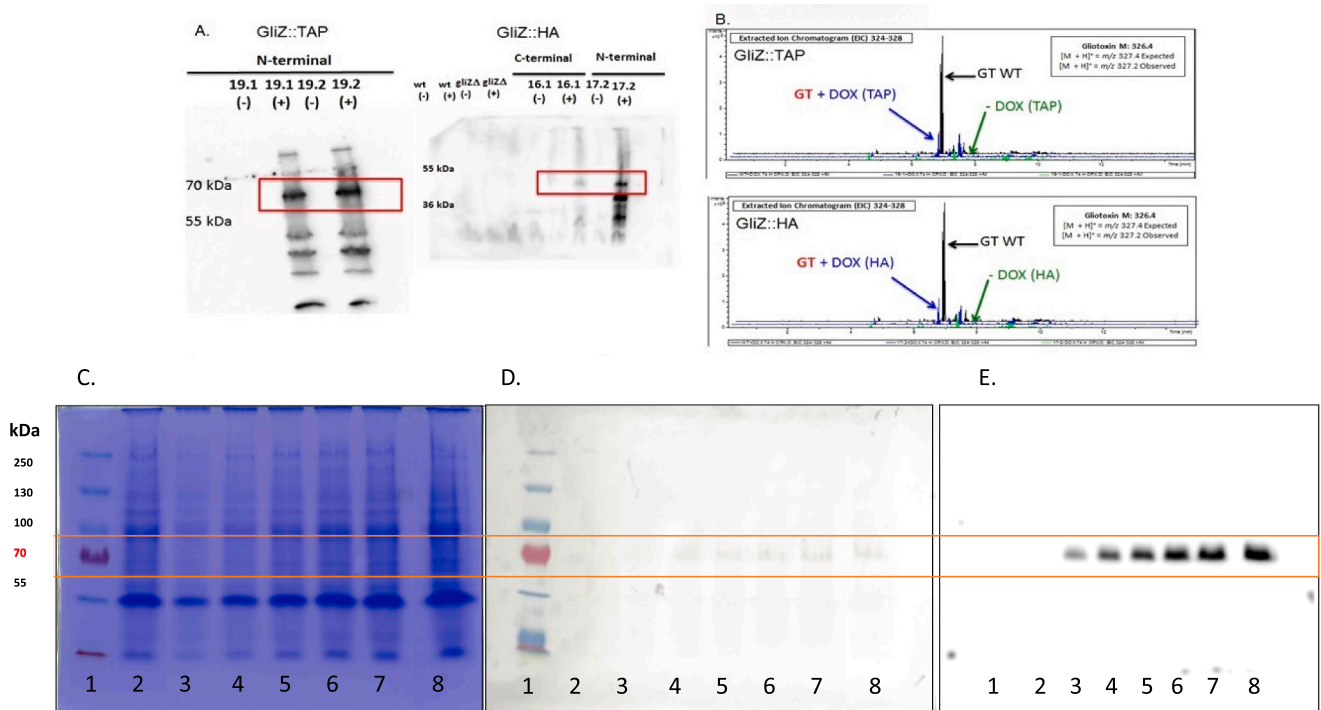 A.
GliZ::TAP
N-terminal
19.1 19.1 19.2 19.2
(-) (+) (-) (+)
70 kDa
55 kDa
GliZ::HA
C-terminal N-terminal
wt wt gliZΔ gliZΔ 16.1 16.1 17.2 17.2
(-) (+) (-) (+) (-) (+) (-) (+)
55 kDa
36 kDa
B.
Extracted Ion Chromatogram (EIC) 324-328
GliZ::TAP
Gliotoxin M: 326.4
[M + H]⁺ = m/z 327.4 Expected
[M + H]⁺ = m/z 327.2 Observed
GT WT
GT + DOX (TAP)
- DOX (TAP)
Extracted Ion Chromatogram (EIC) 324-328
GliZ::HA
Gliotoxin M: 326.4
[M + H]⁺ = m/z 327.4 Expected
[M + H]⁺ = m/z 327.2 Observed
GT WT
GT + DOX (HA)
- DOX (HA)
C.
D.
E.
kDa
250
130
100
70
55
1 2 3 4 5 6 7 8
1 2 3 4 5 6 7 8
1 2 3 4 5 6 7 8